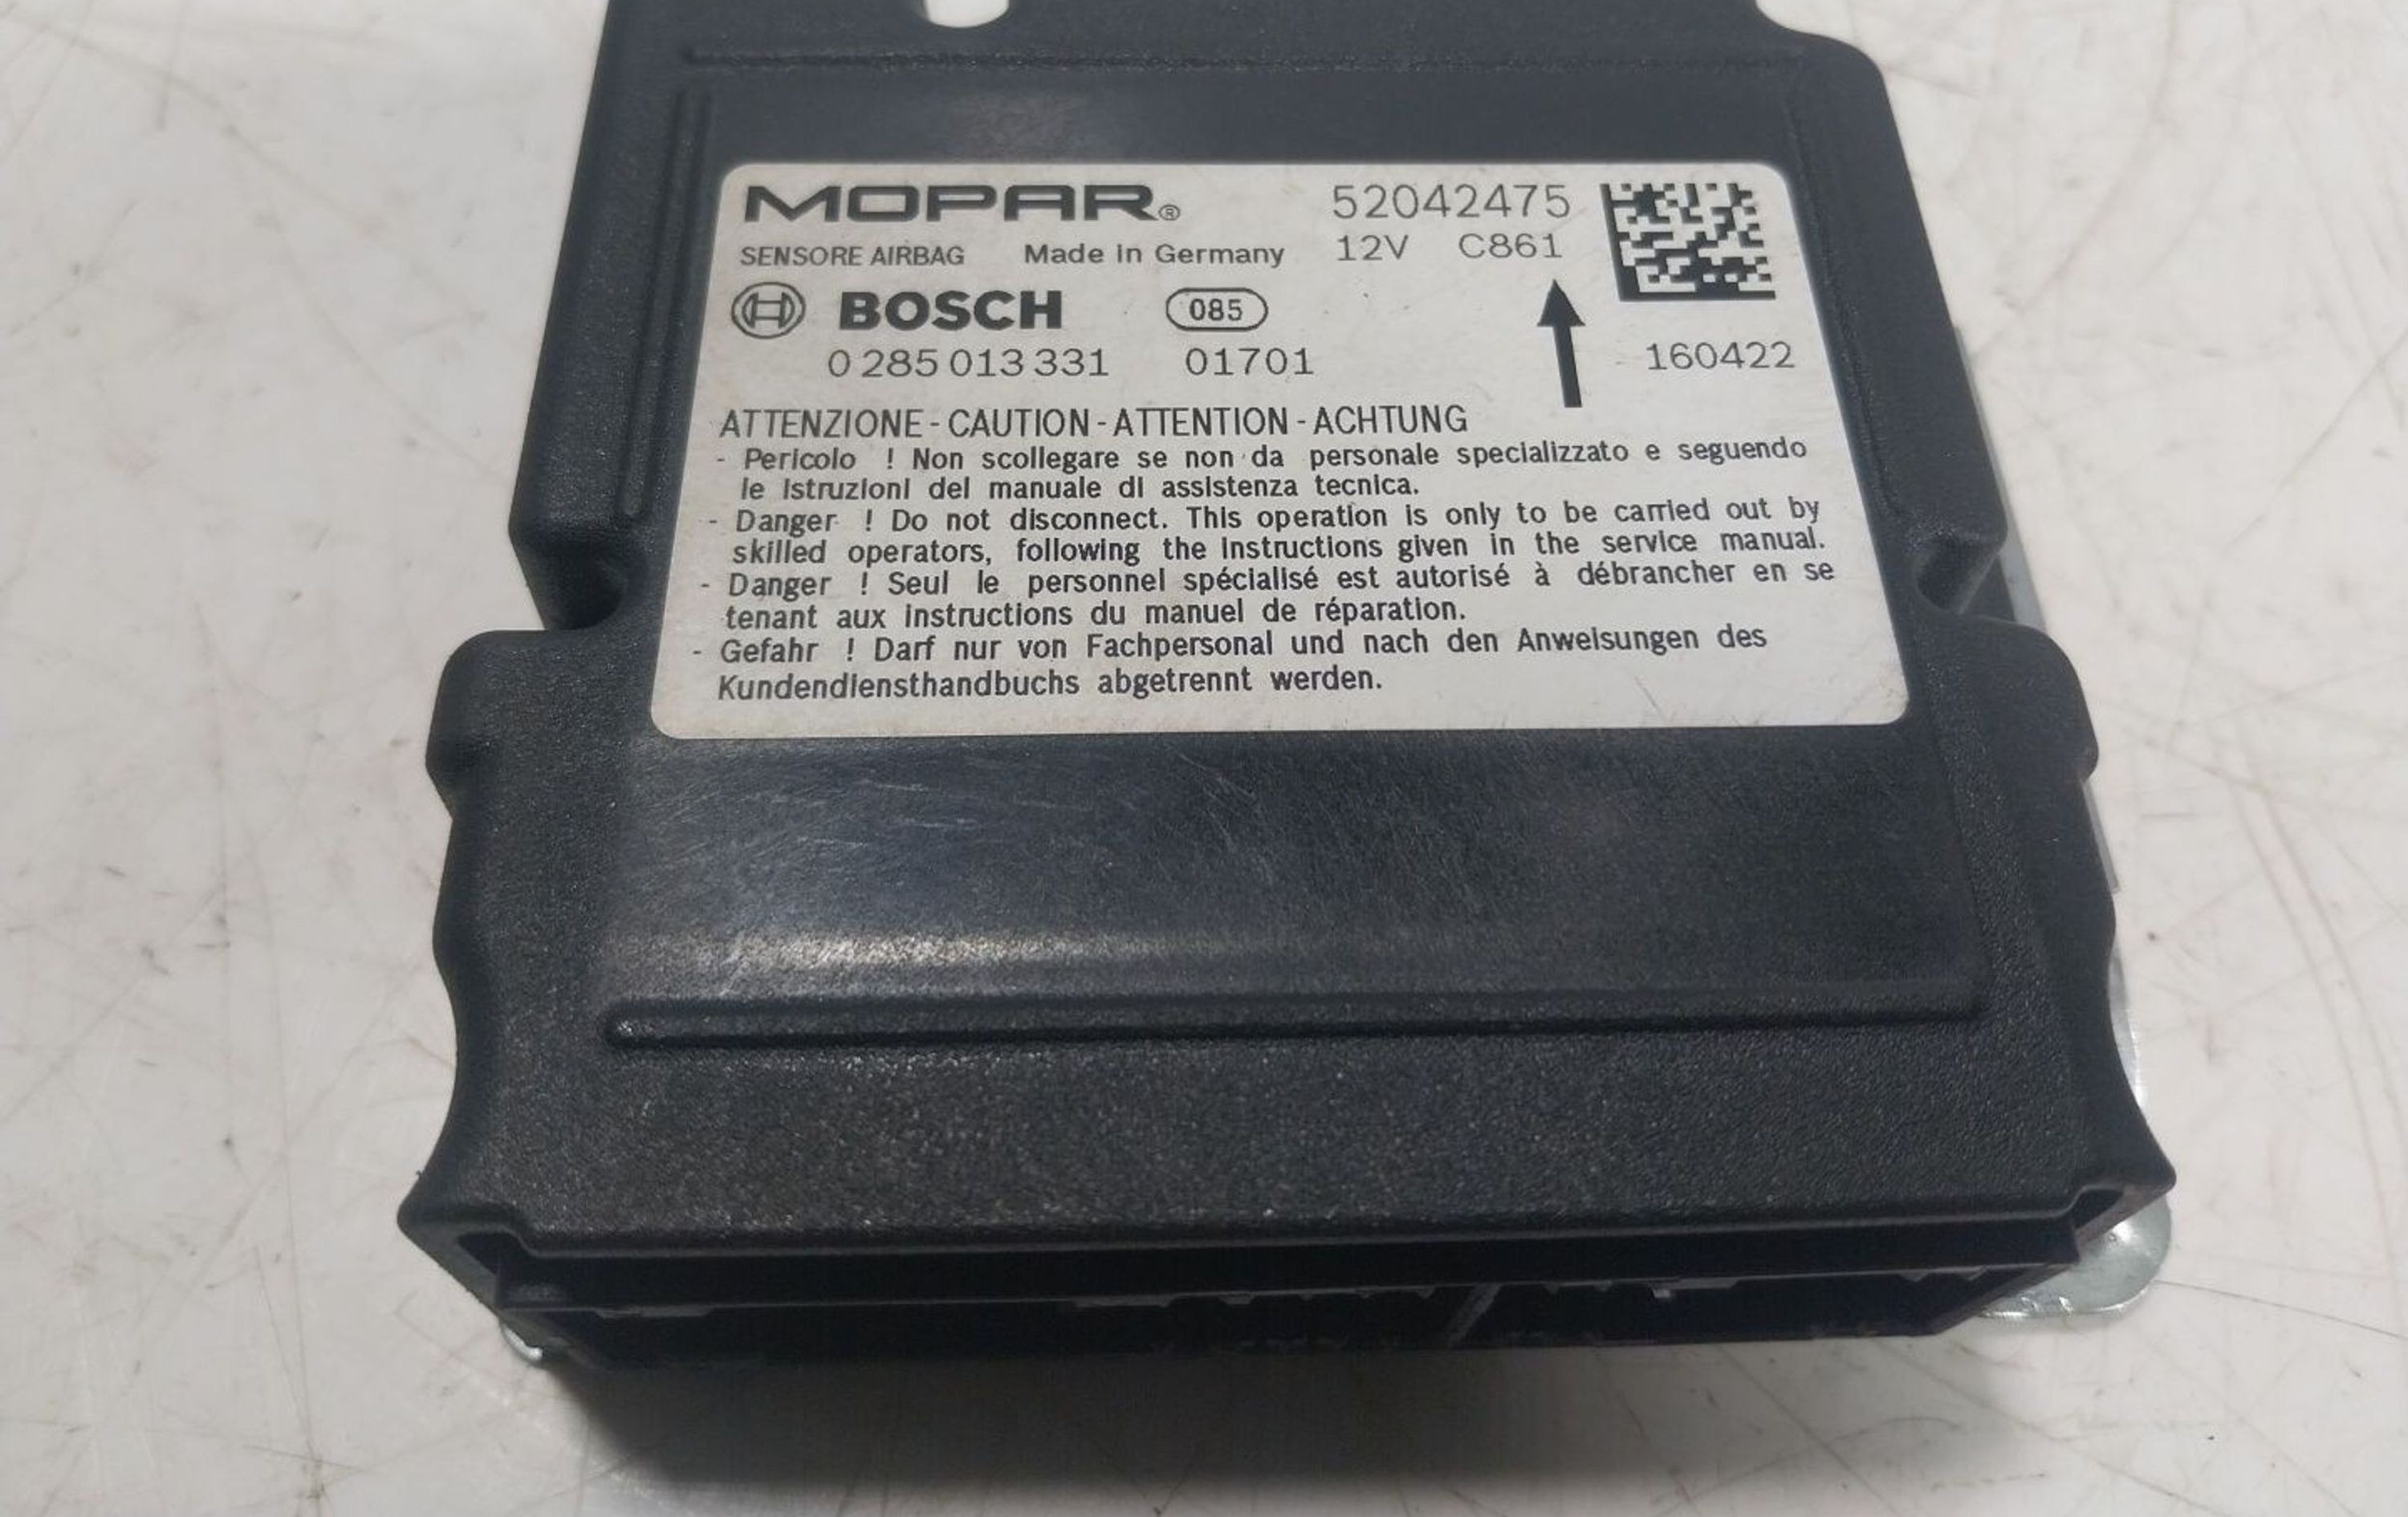 MOPAR® 52042475
SENSORE AIRBAG Made in Germany 12V C861
BOSCH 085
0 285 013 331 01701 160422
ATTENZIONE - CAUTION - ATTENTION - ACHTUNG
- Pericolo ! Non scollegare se non da personale specializzato e seguendo
le istruzioni del manuale di assistenza tecnica.
- Danger ! Do not disconnect. This operation is only to be carried out by
skilled operators, following the instructions given in the service manual.
- Danger ! Seul le personnel spécialisé est autorisé à débrancher en se
tenant aux instructions du manuel de réparation.
- Gefahr ! Darf nur von Fachpersonal und nach den Anweisungen des
Kundendiensthandbuchs abgetrennt werden.